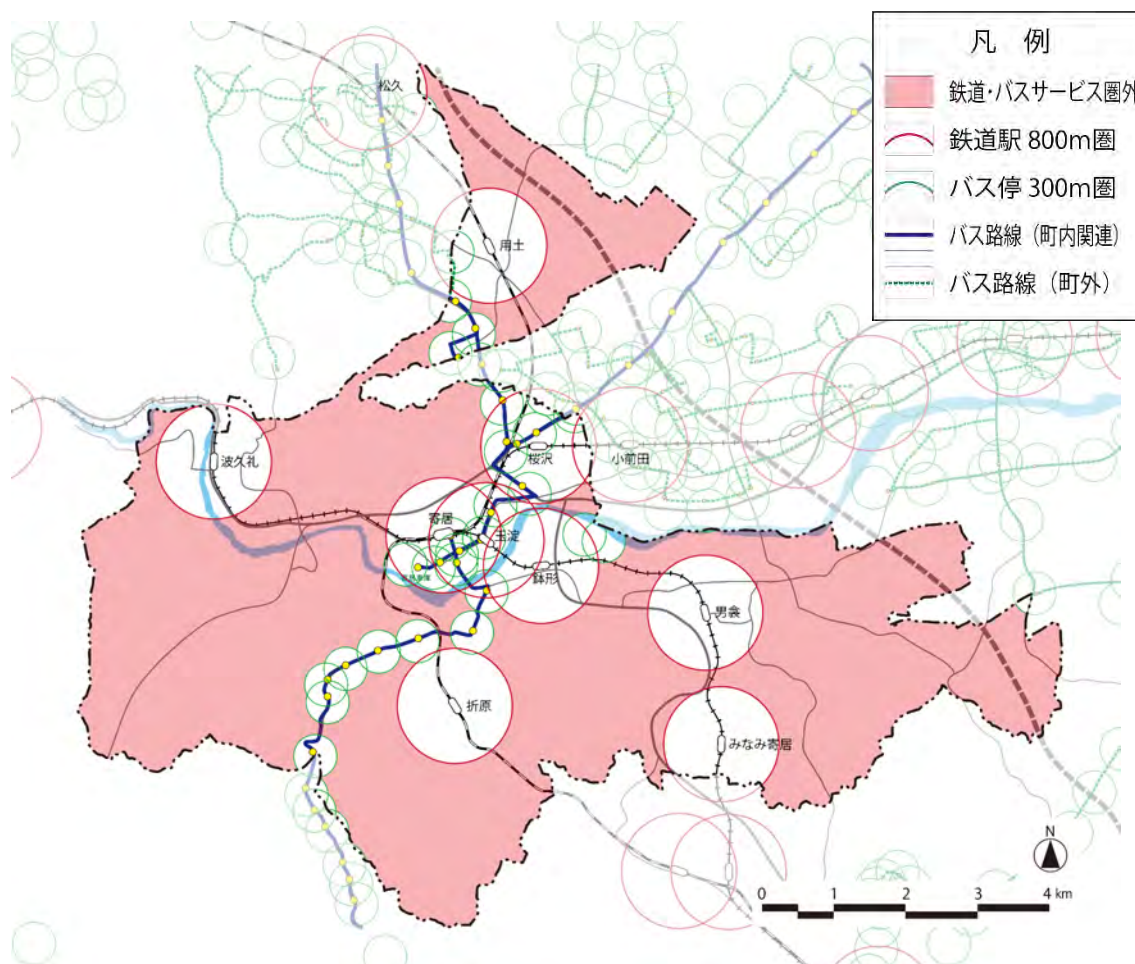 凡 例
鉄道・バスサービス圏外
鉄道駅 800m圏
バス停 300m圏
バス路線（町内関連）
バス路線（町外）
松久
用土
波久礼
桜沢
小前田
寄居
玉淀
鉢形
男衾
折原
みなみ寄居
N
0 1 2 3 4 km